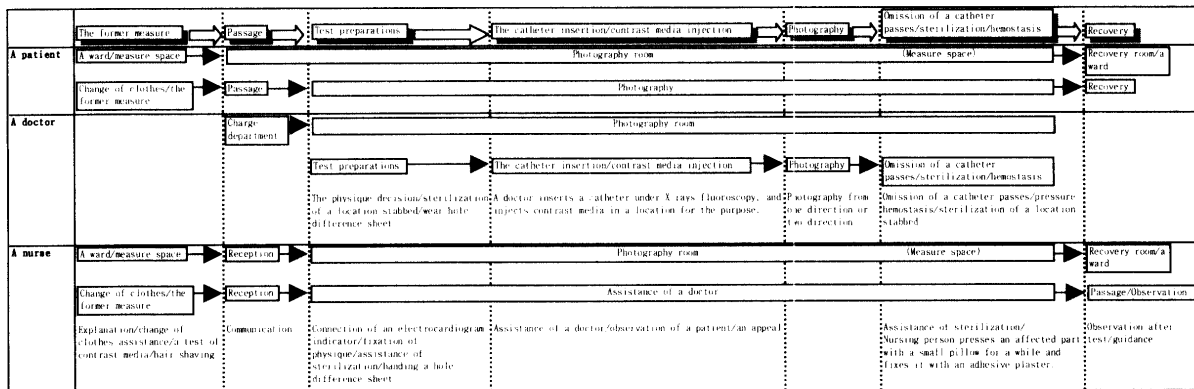 The former measure
Passage
Test preparations
The catheter insertion/contrast media injection
Photography
Omission of a catheter
passes/sterilization/hemostasis
Recovery
A patient
A ward/measure space
Photography room
(Measure space)
Recovery room/a
ward
Change of clothes/the
former measure
Passage
Photography
Recovery
A doctor
Charge
department
Photography room
Test preparations
The catheter insertion/contrast media injection
Photography
Omission of a catheter
passes/sterilization/hemostasis
The physique decision/sterilization
of a location stabbed/wear hole
difference sheet
A doctor inserts a catheter under X rays fluoroscopy, and
injects contrast media in a location for the purpose.
Photography from
one direction or
two direction
Omission of a catheter passes/pressure
hemostasis/sterilization of a location
stabbed
A nurse
A ward/measure space
Reception
Photography room
(Measure space)
Recovery room/a
ward
Change of clothes/the
former measure
Reception
Assistance of a doctor
Passage/Observation
Explanation/change of
clothes assistance/a test of
contrast media/hair shaving
Communication
Connection of an electrocardiogram
indicator/fixation of
physique/assistance of
sterilization/handing a hole
difference sheet
Assistance of a doctor/observation of a patient/an appeal
Assistance of sterilization/
Nursing person presses an affected part
with a small pillow for a while and
fixes it with an adhesive plaster.
Observation after
test/guidance